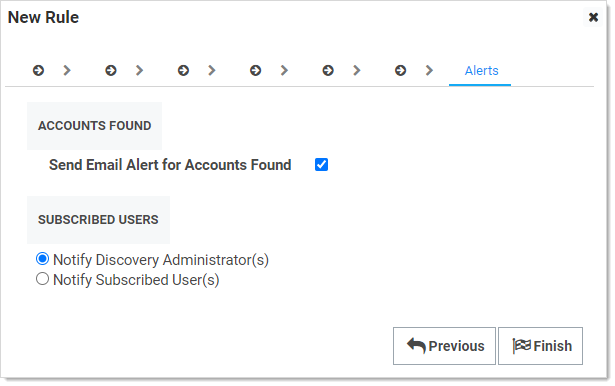 New Rule
Alerts
ACCOUNTS FOUND
Send Email Alert for Accounts Found
SUBSCRIBED USERS
Notify Discovery Administrator(s)
Notify Subscribed User(s)
Previous Finish